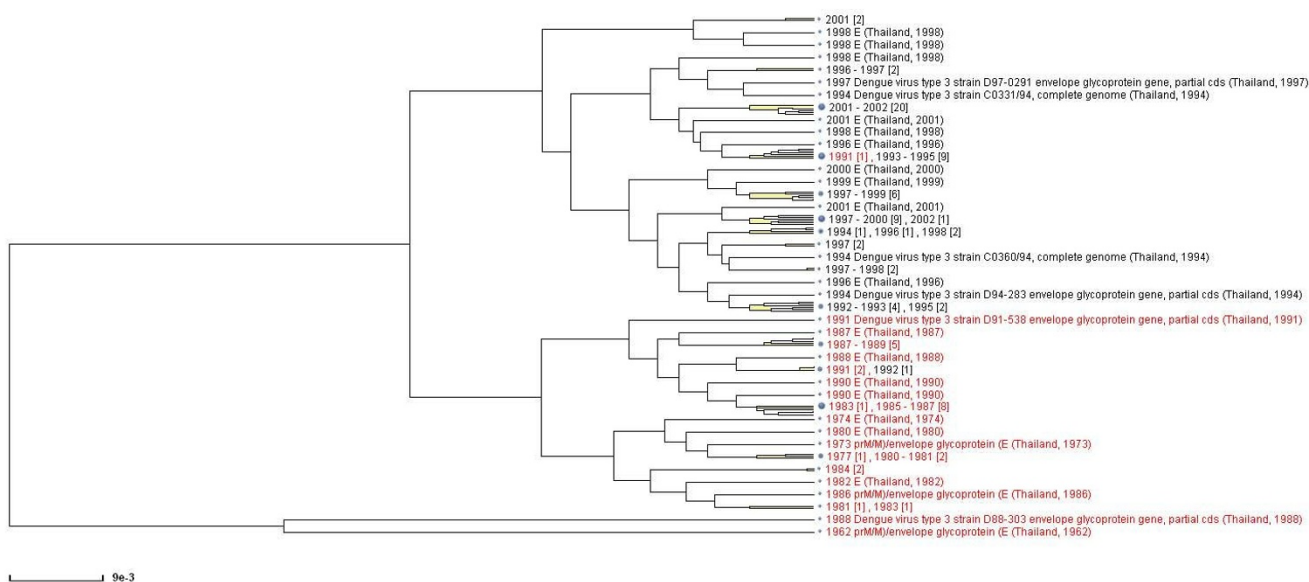 2001 [2]
1998 E (Thailand, 1998)
1998 E (Thailand, 1998)
1998 E (Thailand, 1998)
1996 - 1997 [2]
1997 Dengue virus type 3 strain D97-0291 envelope glycoprotein gene, partial cds (Thailand, 1997)
1994 Dengue virus type 3 strain C0331/94, complete genome (Thailand, 1994)
2001 - 2002 [20]
2001 E (Thailand, 2001)
1998 E (Thailand, 1998)
1996 E (Thailand, 1996)
1991 [1] , 1993 - 1995 [9]
2000 E (Thailand, 2000)
1999 E (Thailand, 1999)
1997 - 1999 [6]
2001 E (Thailand, 2001)
1997 - 2000 [9] , 2002 [1]
1994 [1] , 1996 [1] , 1998 [2]
1997 [2]
1994 Dengue virus type 3 strain C0360/94, complete genome (Thailand, 1994)
1997 - 1998 [2]
1996 E (Thailand, 1996)
1994 Dengue virus type 3 strain D94-283 envelope glycoprotein gene, partial cds (Thailand, 1994)
1992 - 1993 [4] , 1995 [2]
1991 Dengue virus type 3 strain D91-538 envelope glycoprotein gene, partial cds (Thailand, 1991)
1987 E (Thailand, 1987)
1987 - 1989 [5]
1988 E (Thailand, 1988)
1991 [2] , 1992 [1]
1990 E (Thailand, 1990)
1990 E (Thailand, 1990)
1983 [1] , 1985 - 1987 [8]
1974 E (Thailand, 1974)
1980 E (Thailand, 1980)
1973 prM/M)/envelope glycoprotein (E (Thailand, 1973)
1977 [1] , 1980 - 1981 [2]
1984 [2]
1982 E (Thailand, 1982)
1986 prM/M)/envelope glycoprotein (E (Thailand, 1986)
1981 [1] , 1983 [1]
1988 Dengue virus type 3 strain D88-303 envelope glycoprotein gene, partial cds (Thailand, 1988)
1962 prM/M)/envelope glycoprotein (E (Thailand, 1962)
9e-3